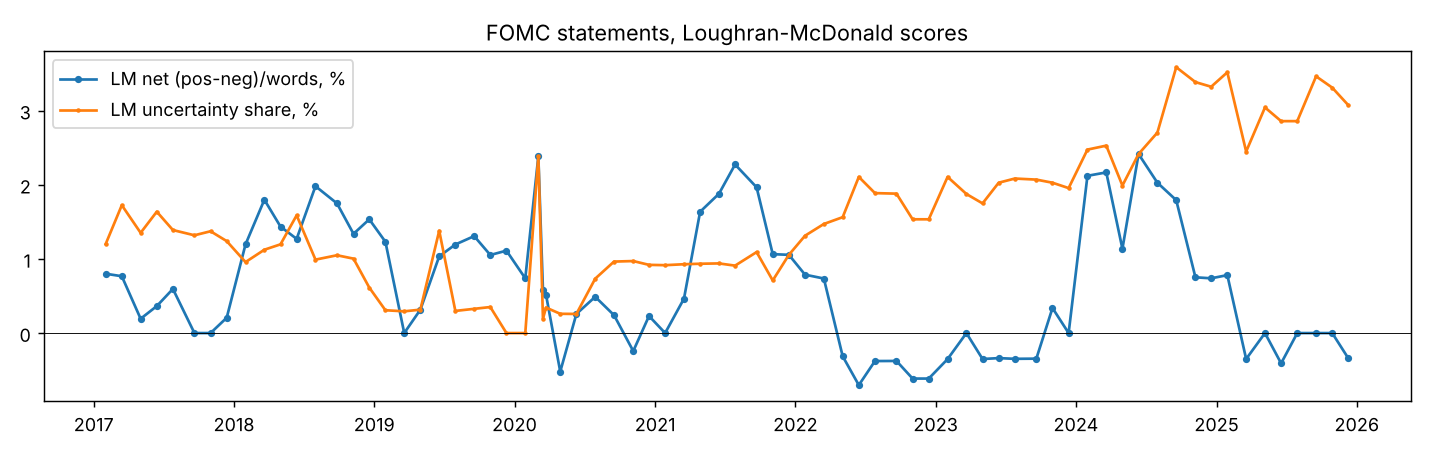 FOMC statements, Loughran-McDonald scores
LM net (pos-neg)/words, %
LM uncertainty share, %
3
2
1
0
2017 2018 2019 2020 2021 2022 2023 2024 2025 2026